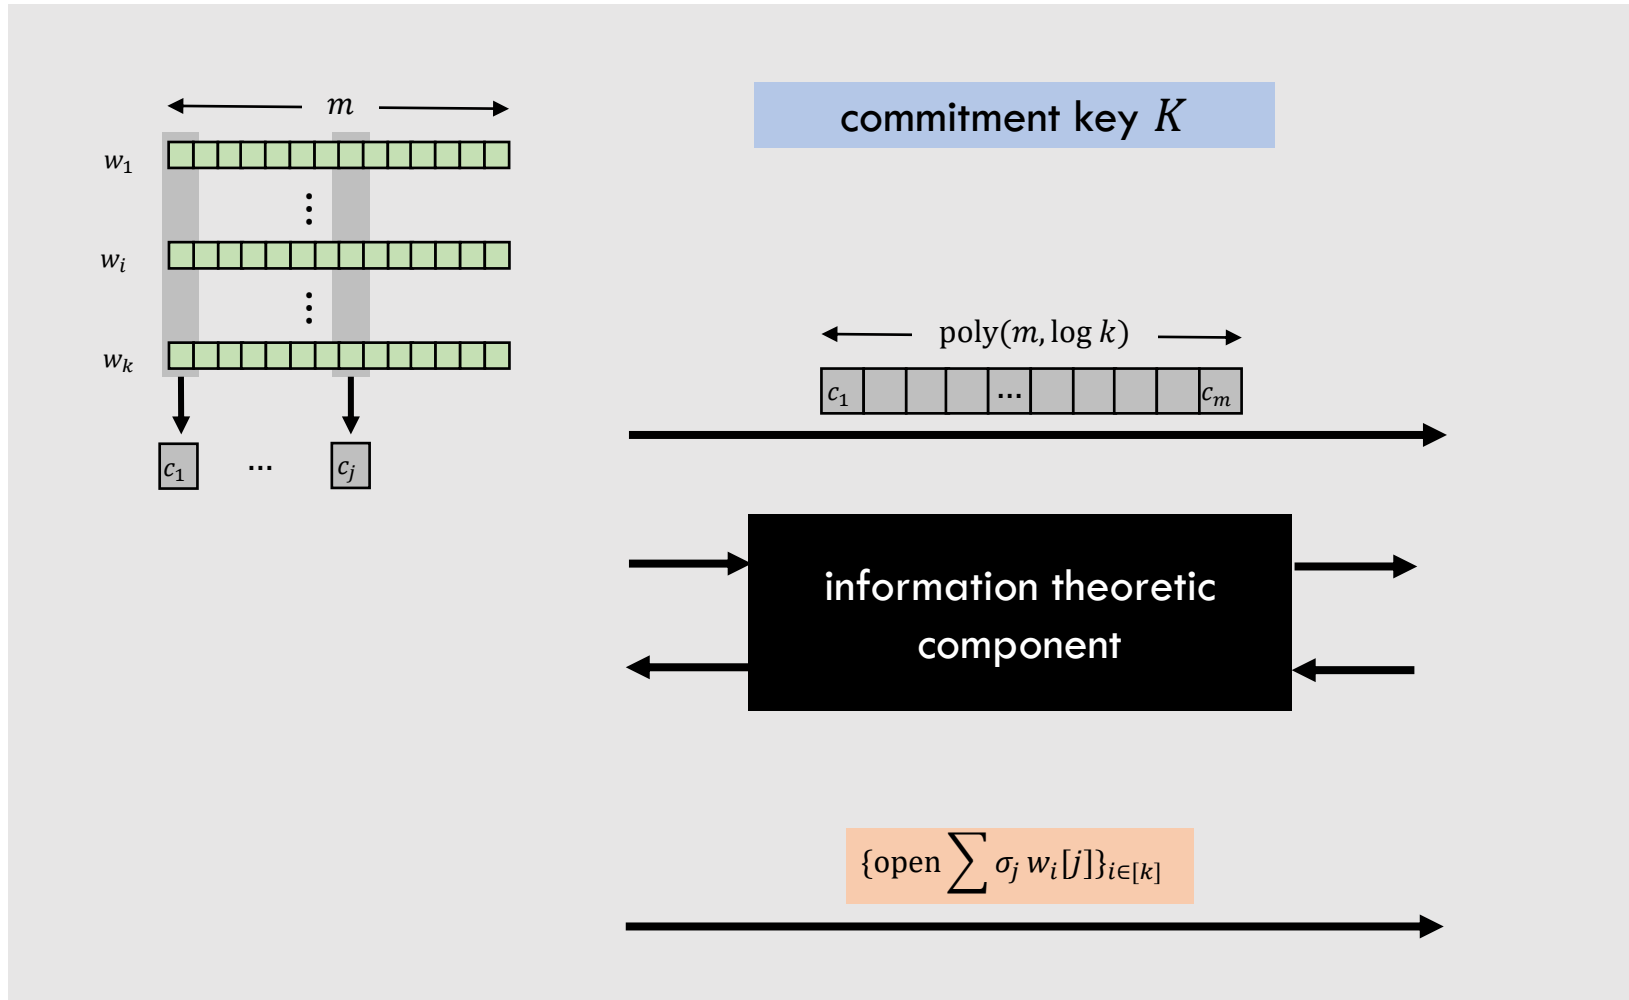 m
commitment key K
w₁
⋮
wᵢ
⋮
wₖ
poly(m, log k)
c₁ ... cₘ
c₁ ... cⱼ
information theoretic
component
{open ∑ σⱼ wᵢ[j]}ᵢ∈[ₖ]